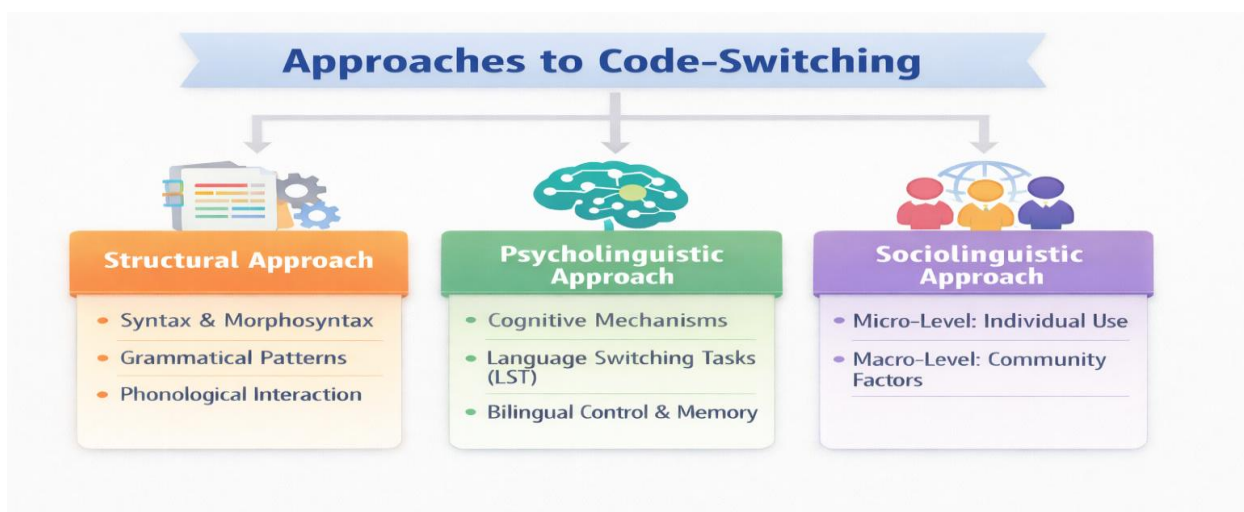 Approaches to Code-Switching
Structural Approach
• Syntax & Morphosyntax
• Grammatical Patterns
• Phonological Interaction
Psycholinguistic
Approach
• Cognitive Mechanisms
• Language Switching Tasks
(LST)
• Bilingual Control & Memory
Sociolinguistic
Approach
• Micro-Level: Individual Use
• Macro-Level: Community
Factors